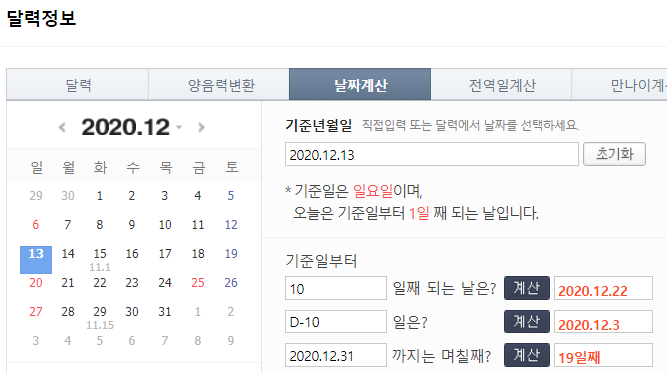 달력정보
달력 양음력변환 날짜계산 전역일계산 만나이계
2020.12
일 월 화 수 목 금 토
29 30 1 2 3 4 5
6 7 8 9 10 11 12
13 14 15 16 17 18 19
11.1
20 21 22 23 24 25 26
27 28 29 30 31 1 2
11.15
3 4 5 6 7 8 9
기준년월일 직접입력 또는 달력에서 날짜를 선택하세요.
2020.12.13 초기화
* 기준일은 일요일이며,
오늘은 기준일부터 1일 째 되는 날입니다.
기준일부터
10 일째 되는 날은? 계산 2020.12.22
D-10 일은? 계산 2020.12.3
2020.12.31 까지는 며칠째? 계산 19일째